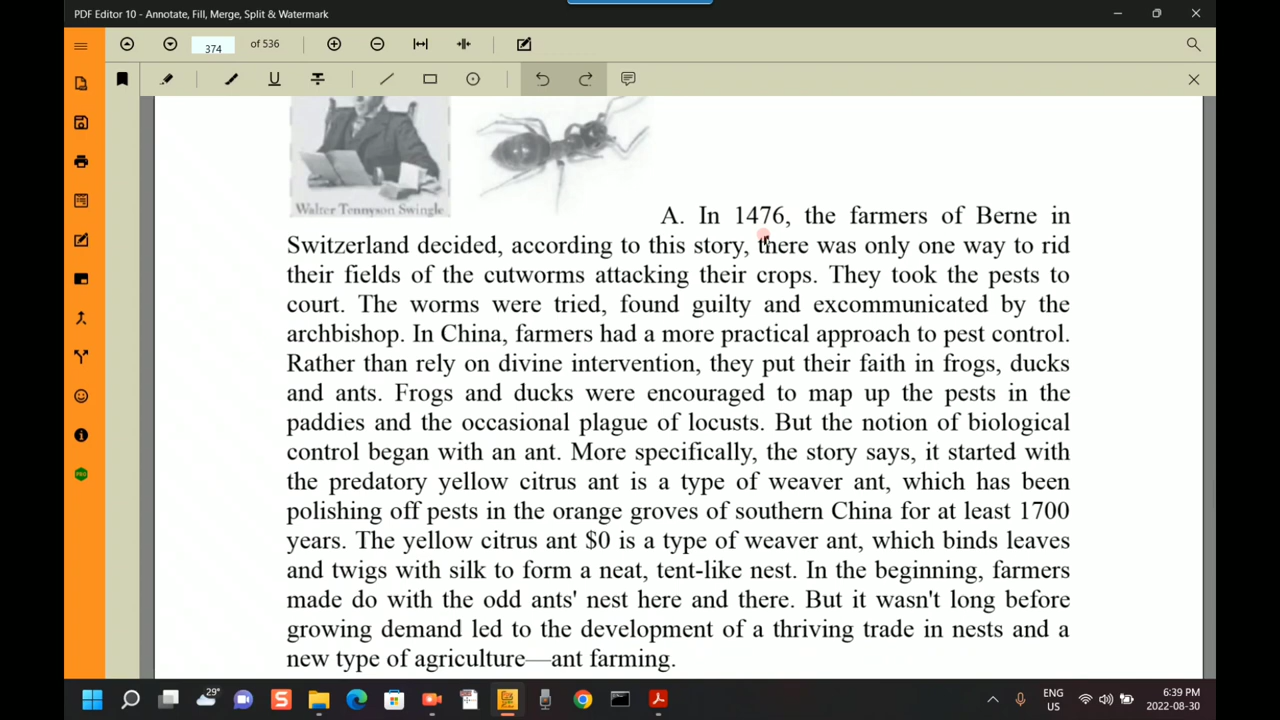 PDF Editor 10 - Annotate, Fill, Merge, Split & Watermark
374 of 536
Walter Tennyson Swingle
A. In 1476, the farmers of Berne in
Switzerland decided, according to this story, there was only one way to rid
their fields of the cutworms attacking their crops. They took the pests to
court. The worms were tried, found guilty and excommunicated by the
archbishop. In China, farmers had a more practical approach to pest control.
Rather than rely on divine intervention, they put their faith in frogs, ducks
and ants. Frogs and ducks were encouraged to map up the pests in the
paddies and the occasional plague of locusts. But the notion of biological
control began with an ant. More specifically, the story says, it started with
the predatory yellow citrus ant is a type of weaver ant, which has been
polishing off pests in the orange groves of southern China for at least 1700
years. The yellow citrus ant $0 is a type of weaver ant, which binds leaves
and twigs with silk to form a neat, tent-like nest. In the beginning, farmers
made do with the odd ants' nest here and there. But it wasn't long before
growing demand led to the development of a thriving trade in nests and a
new type of agriculture—ant farming.
29°
ENG
US
6:39 PM
2022-08-30